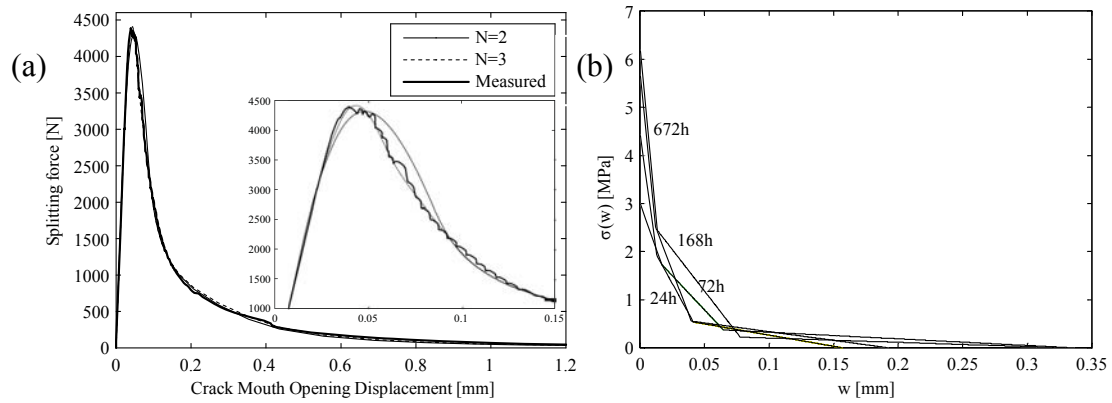 (a)
4500
4000
3500
3000
2500
2000
1500
1000
500
0
Splitting force [N]
N=2
N=3
Measured
4500
4000
3500
3000
2500
2000
1500
1000
0 0.05 0.1 0.15
0 0.2 0.4 0.6 0.8 1 1.2
Crack Mouth Opening Displacement [mm]
(b)
7
6
5
4
3
2
1
0
σ(w) [MPa]
672h
168h
72h
24h
0 0.05 0.1 0.15 0.2 0.25 0.3 0.35
w [mm]